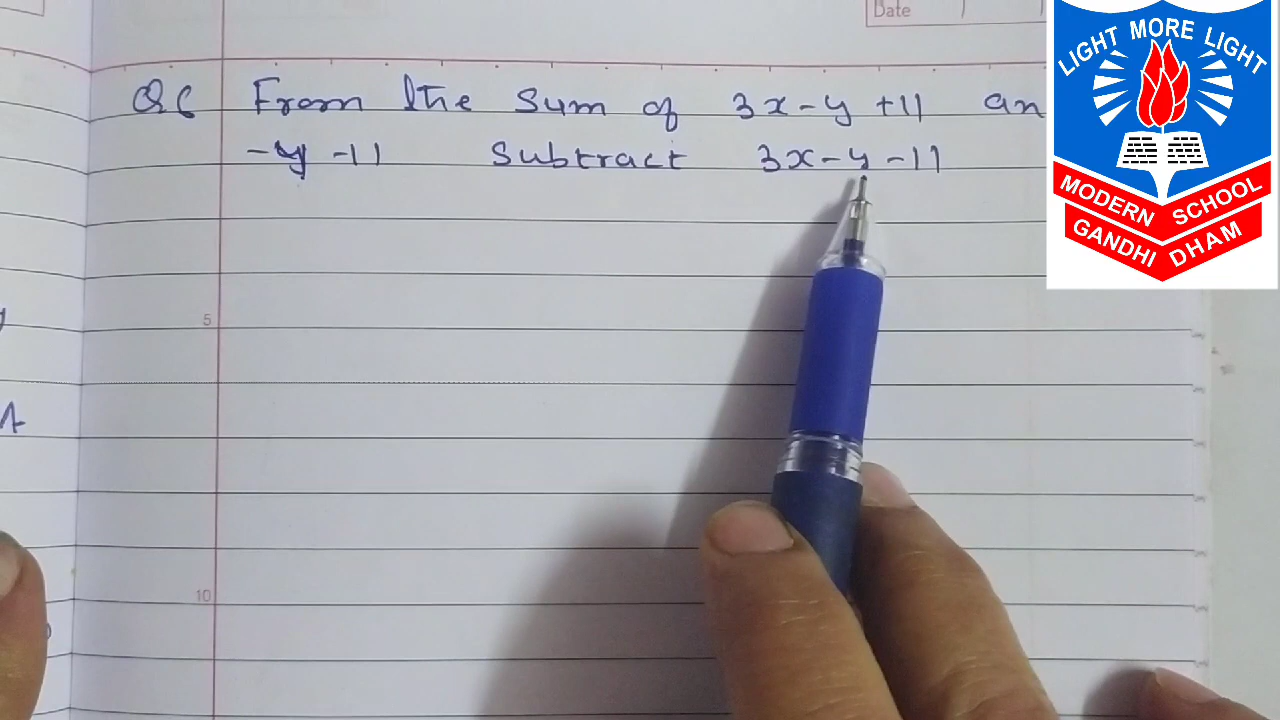 Date
Q6 From the sum of 3x-y+11 an
-y-11 Subtract 3x-y-11
5
10
LIGHT MORE LIGHT
MODERN SCHOOL
GANDHI DHAM